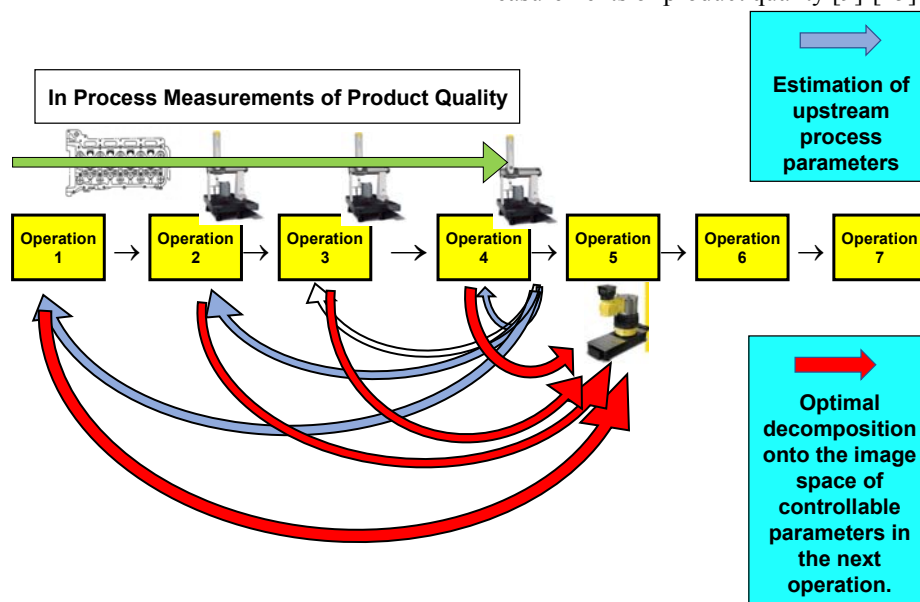 Estimation of
upstream
process
parameters
In Process Measurements of Product Quality
Operation
1
Operation
2
Operation
3
Operation
4
Operation
5
Operation
6
Operation
7
Optimal
decomposition
onto the image
space of
controllable
parameters in
the next
operation.